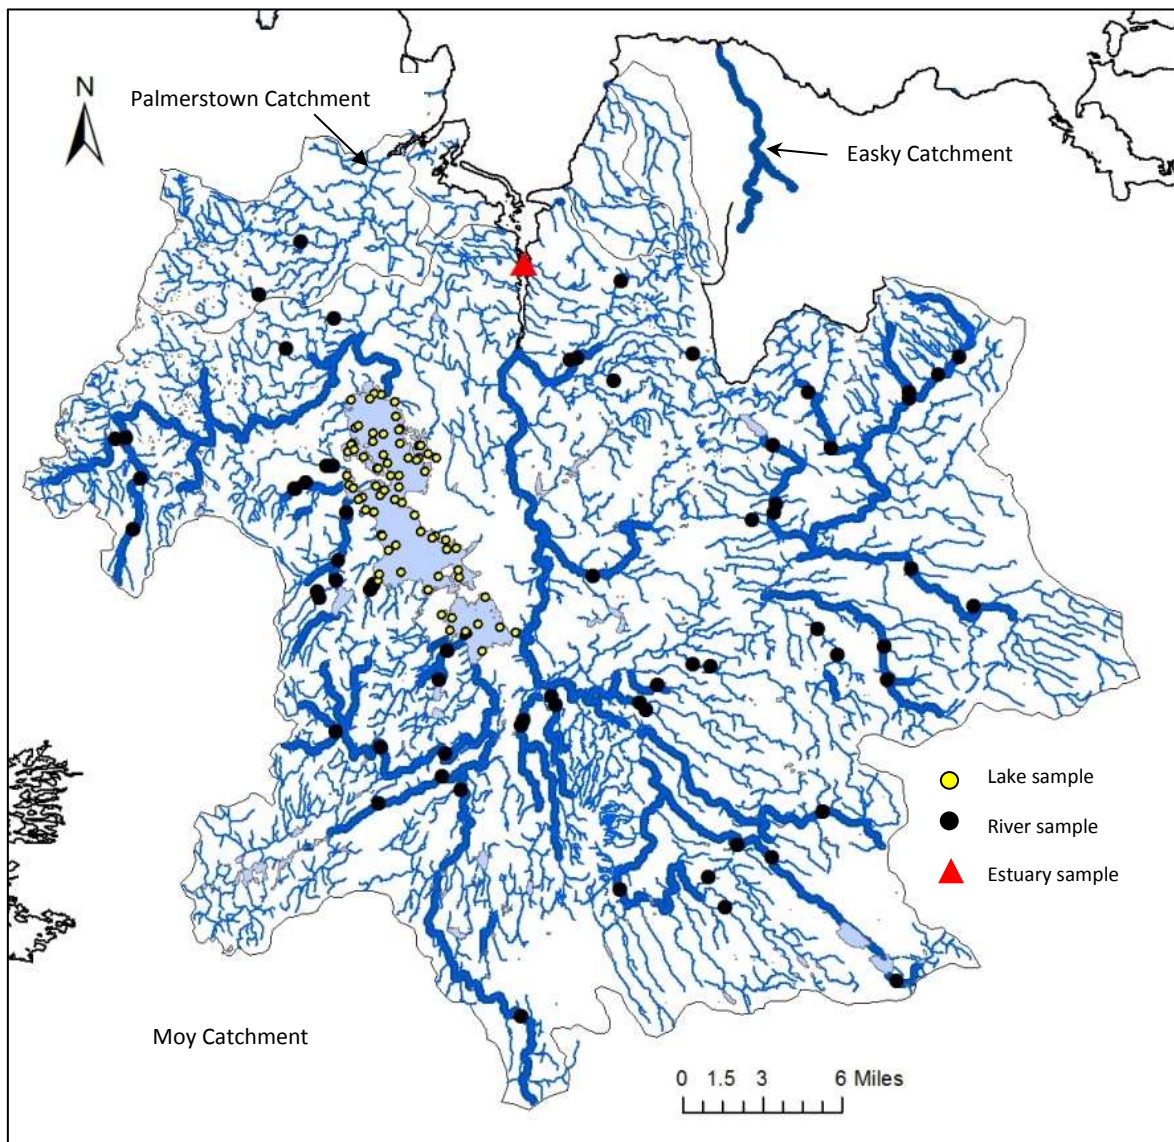 N
Palmerstown Catchment
Easky Catchment
Lake sample
River sample
Estuary sample
Moy Catchment
0 1.5 3 6 Miles